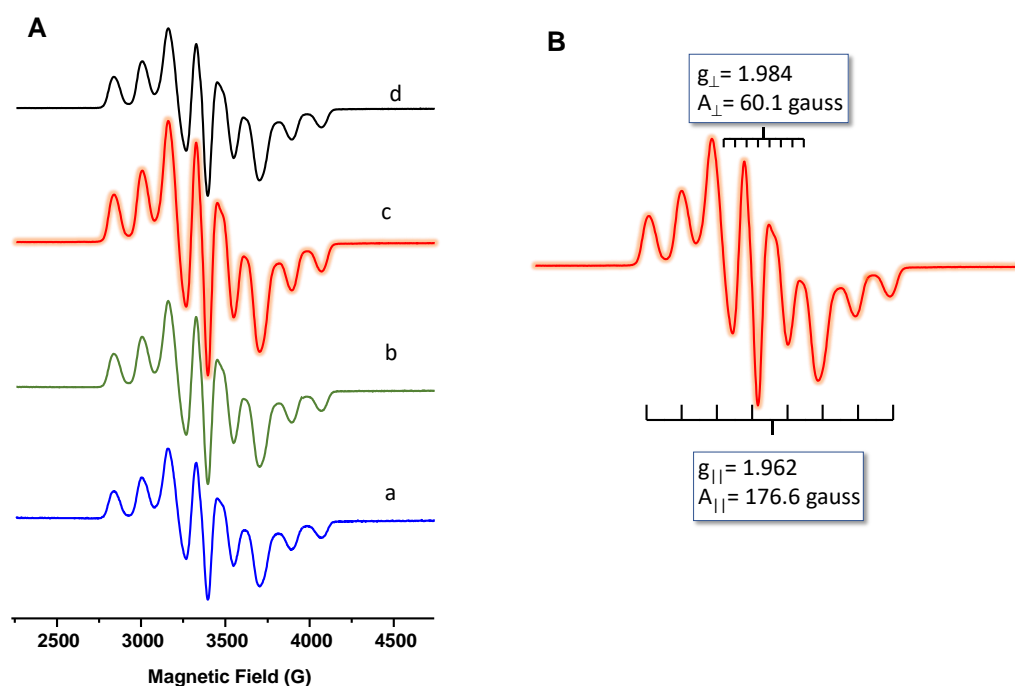 A
B
g⊥= 1.984
A⊥= 60.1 gauss
d
c
b
a
g||= 1.962
A||= 176.6 gauss
2500 3000 3500 4000 4500
Magnetic Field (G)